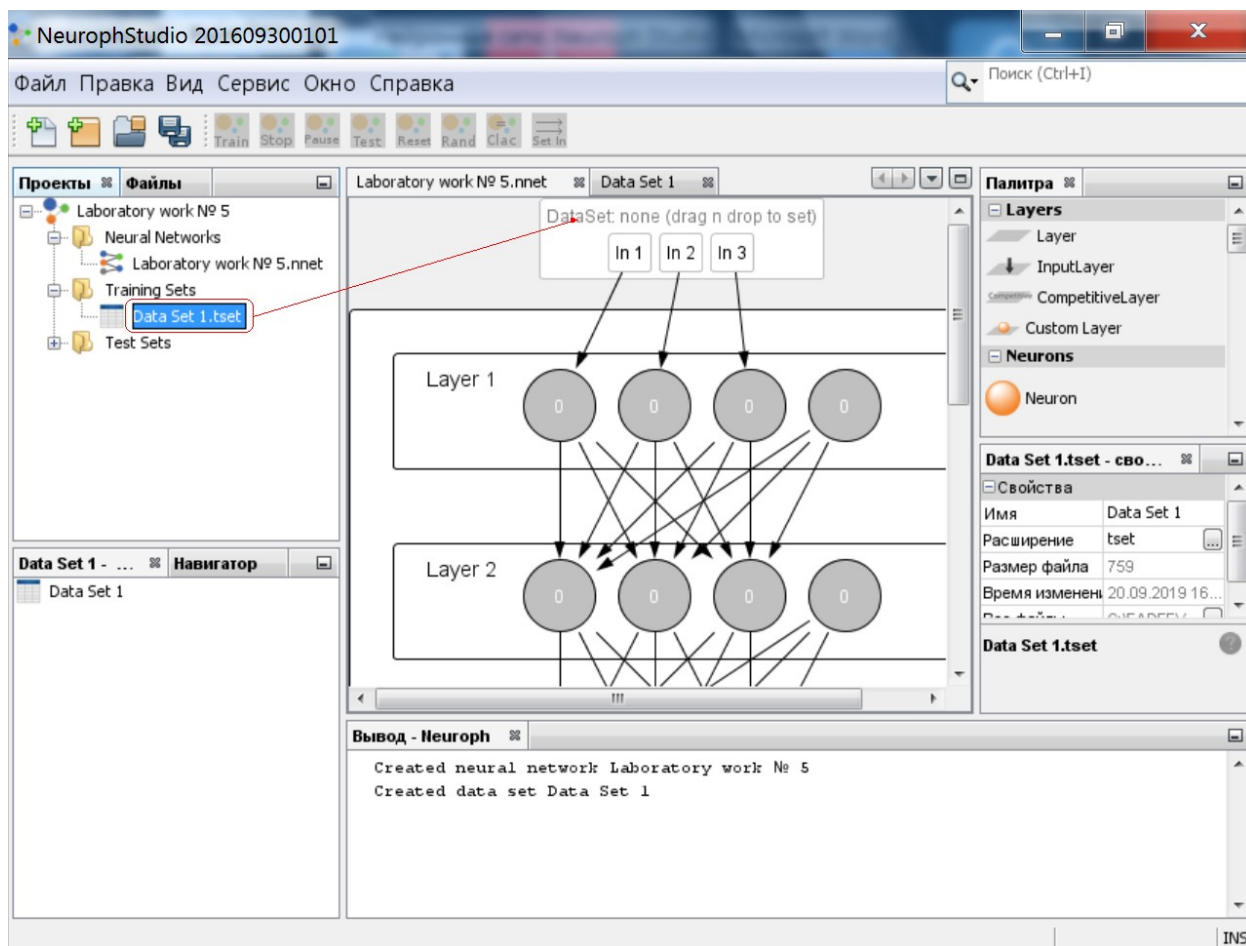 NeurophStudio 201609300101
Файл Правка Вид Сервис Окно Справка
Поиск (Ctrl+I)
Train Stop Pause Test Reset Rand Clac Set In
Проекты Файлы
Laboratory work № 5
Neural Networks
Laboratory work № 5.nnet
Training Sets
Data Set 1.tset
Test Sets
Data Set 1 - ... Навигатор
Data Set 1
Laboratory work № 5.nnet Data Set 1
DataSet: none (drag n drop to set)
In 1 In 2 In 3
Layer 1
0 0 0 0
Layer 2
0 0 0 0
Палитра
Layers
Layer
InputLayer
Competitive CompetitiveLayer
Custom Layer
Neurons
Neuron
Data Set 1.tset - сво...
Свойства
Имя Data Set 1
Расширение tset ...
Размер файла 759
Время изменен 20.09.2019 16...
Data Set 1.tset
Вывод - Neuroph
Created neural network Laboratory work № 5
Created data set Data Set 1
INS